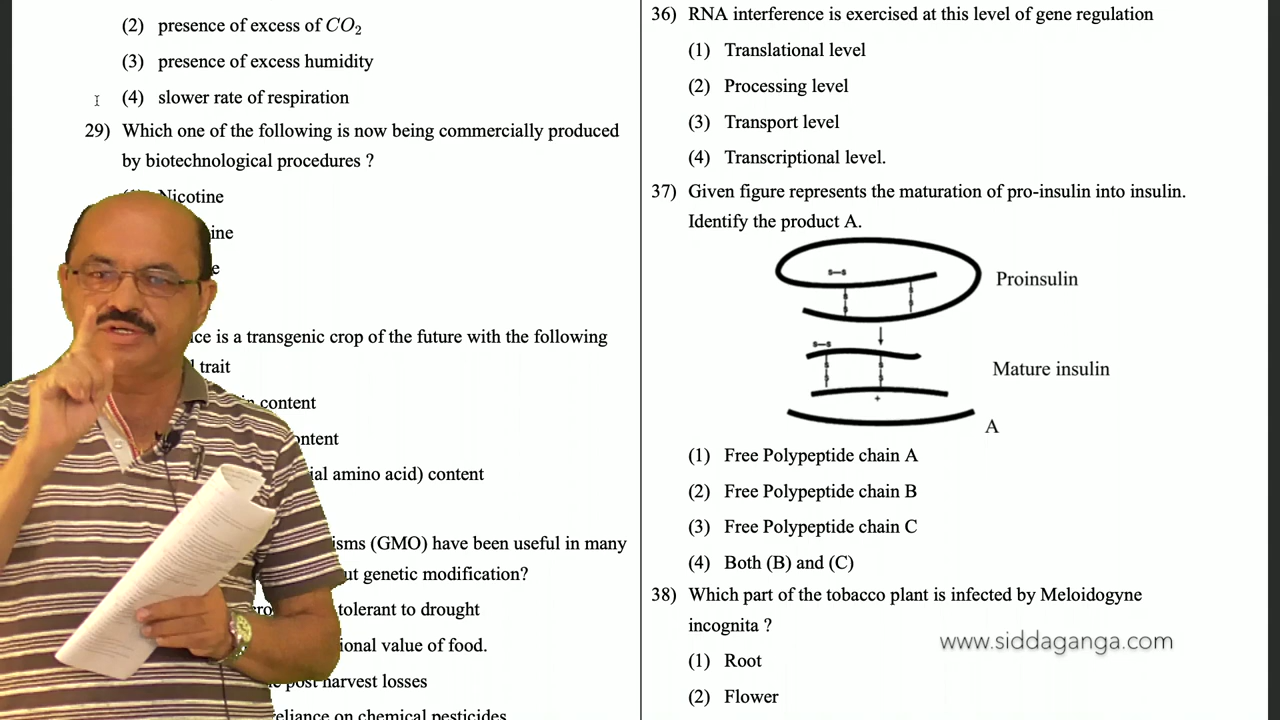 (2) presence of excess of CO₂
(3) presence of excess humidity
(4) slower rate of respiration
29) Which one of the following is now being commercially produced
by biotechnological procedures ?
Nicotine
is a transgenic crop of the future with the following
trait
content
amino acid) content
(GMO) have been useful in many
genetic modification?
tolerant to drought
value of food.
post harvest losses
reliance on chemical pesticides
36) RNA interference is exercised at this level of gene regulation
(1) Translational level
(2) Processing level
(3) Transport level
(4) Transcriptional level.
37) Given figure represents the maturation of pro-insulin into insulin.
Identify the product A.
s—s
Proinsulin
s—s
Mature insulin
+
A
(1) Free Polypeptide chain A
(2) Free Polypeptide chain B
(3) Free Polypeptide chain C
(4) Both (B) and (C)
38) Which part of the tobacco plant is infected by Meloidogyne
incognita ?
www.siddaganga.com
(1) Root
(2) Flower